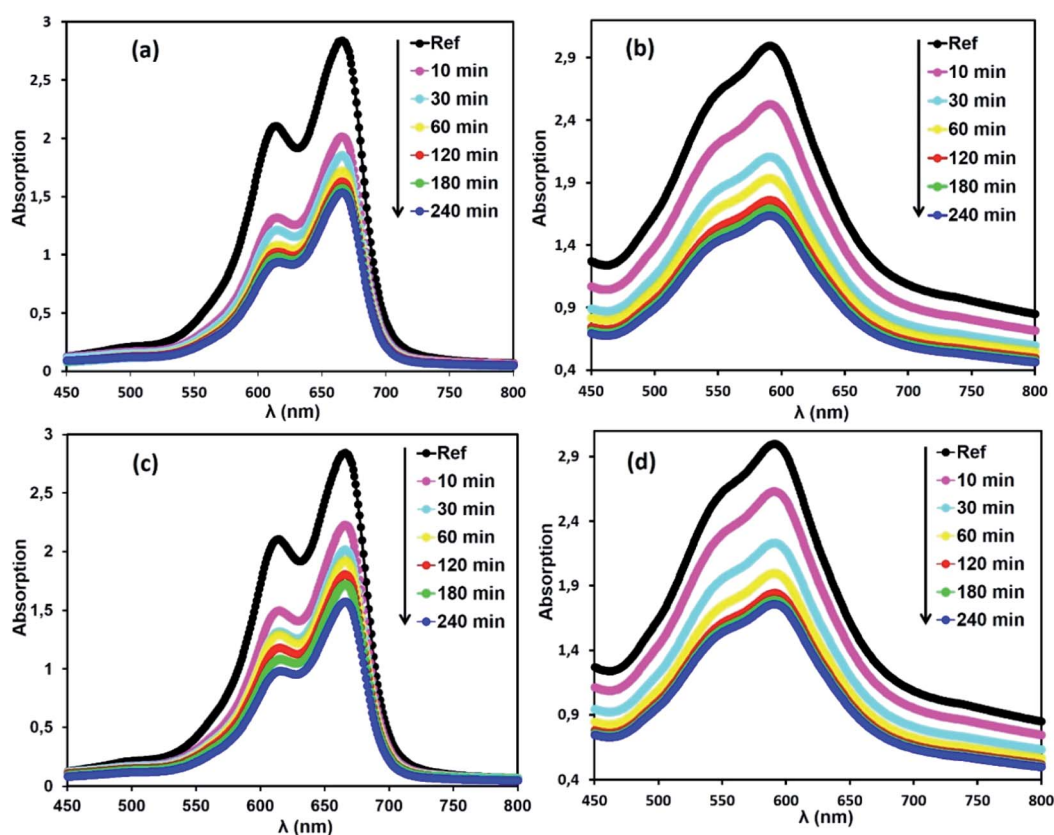 (a)
Absorption
3
2,5
2
1,5
1
0,5
0
450 500 550 600 650 700 750 800
λ (nm)
Ref
10 min
30 min
60 min
120 min
180 min
240 min
(b)
Absorption
2,9
2,4
1,9
1,4
0,9
0,4
450 500 550 600 650 700 750 800
λ (nm)
Ref
10 min
30 min
60 min
120 min
180 min
240 min
(c)
Absorption
3
2,5
2
1,5
1
0,5
0
450 500 550 600 650 700 750 800
λ (nm)
Ref
10 min
30 min
60 min
120 min
180 min
240 min
(d)
Absorption
2,9
2,4
1,9
1,4
0,9
0,4
450 500 550 600 650 700 750 800
λ (nm)
Ref
10 min
30 min
60 min
120 min
180 min
240 min